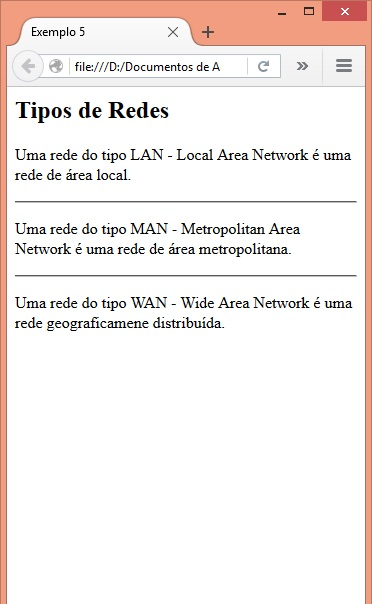 Exemplo 5
file:///D:/Documentos de A
Tipos de Redes
Uma rede do tipo LAN - Local Area Network é uma
rede de área local.
Uma rede do tipo MAN - Metropolitan Area
Network é uma rede de área metropolitana.
Uma rede do tipo WAN - Wide Area Network é uma
rede geograficamene distribuída.